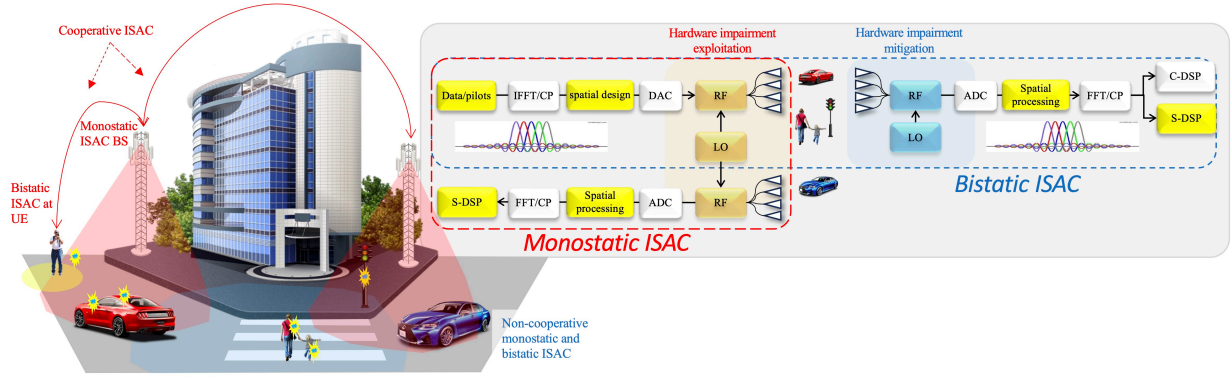 Cooperative ISAC
Monostatic
ISAC BS
Bistatic
ISAC at
UE
Non-cooperative
monostatic and
bistatic ISAC
Hardware impairment
exploitation
Hardware impairment
mitigation
Data/pilots
IFFT/CP
spatial design
DAC
RF
LO
RF
ADC
Spatial
processing
FFT/CP
S-DSP
Monostatic ISAC
RF
LO
ADC
Spatial
processing
FFT/CP
C-DSP
S-DSP
Bistatic ISAC